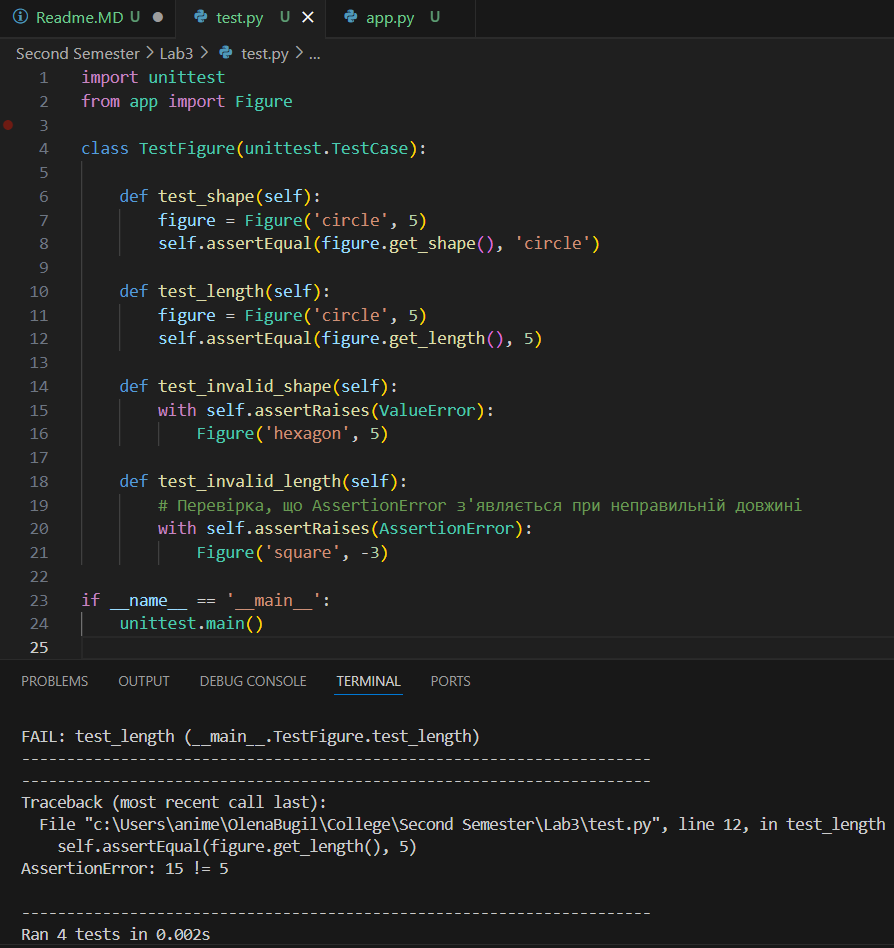 Readme.MD U ●
test.py U ×
app.py U
Second Semester > Lab3 > test.py > ...
1 import unittest
2 from app import Figure
3
4 class TestFigure(unittest.TestCase):
5
6     def test_shape(self):
7         figure = Figure('circle', 5)
8         self.assertEqual(figure.get_shape(), 'circle')
9
10     def test_length(self):
11         figure = Figure('circle', 5)
12         self.assertEqual(figure.get_length(), 5)
13
14     def test_invalid_shape(self):
15         with self.assertRaises(ValueError):
16             Figure('hexagon', 5)
17
18     def test_invalid_length(self):
19         # Перевірка, що AssertionError з'являється при неправильній довжині
20         with self.assertRaises(AssertionError):
21             Figure('square', -3)
22
23 if __name__ == '__main__':
24     unittest.main()
25
PROBLEMS OUTPUT DEBUG CONSOLE TERMINAL PORTS
FAIL: test_length (__main__.TestFigure.test_length)
----------------------------------------------------------------------
----------------------------------------------------------------------
Traceback (most recent call last):
  File "c:\Users\anime\OlenaBugil\College\Second Semester\Lab3\test.py", line 12, in test_length
    self.assertEqual(figure.get_length(), 5)
AssertionError: 15 != 5
----------------------------------------------------------------------
Ran 4 tests in 0.002s